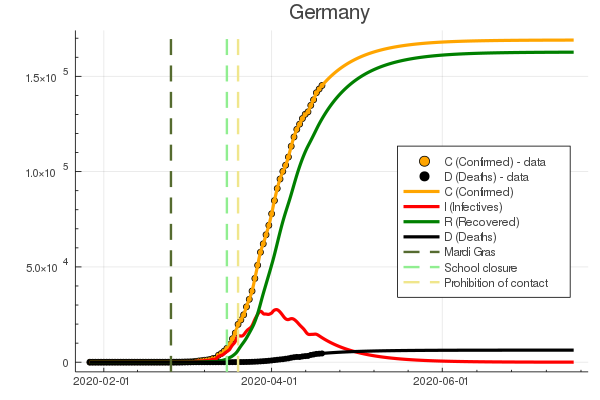 Germany
1.5×10⁵
1.0×10⁵
5.0×10⁴
0
2020-02-01
2020-04-01
2020-06-01
C (Confirmed) - data
D (Deaths) - data
C (Confirmed)
I (Infectives)
R (Recovered)
D (Deaths)
Mardi Gras
School closure
Prohibition of contact